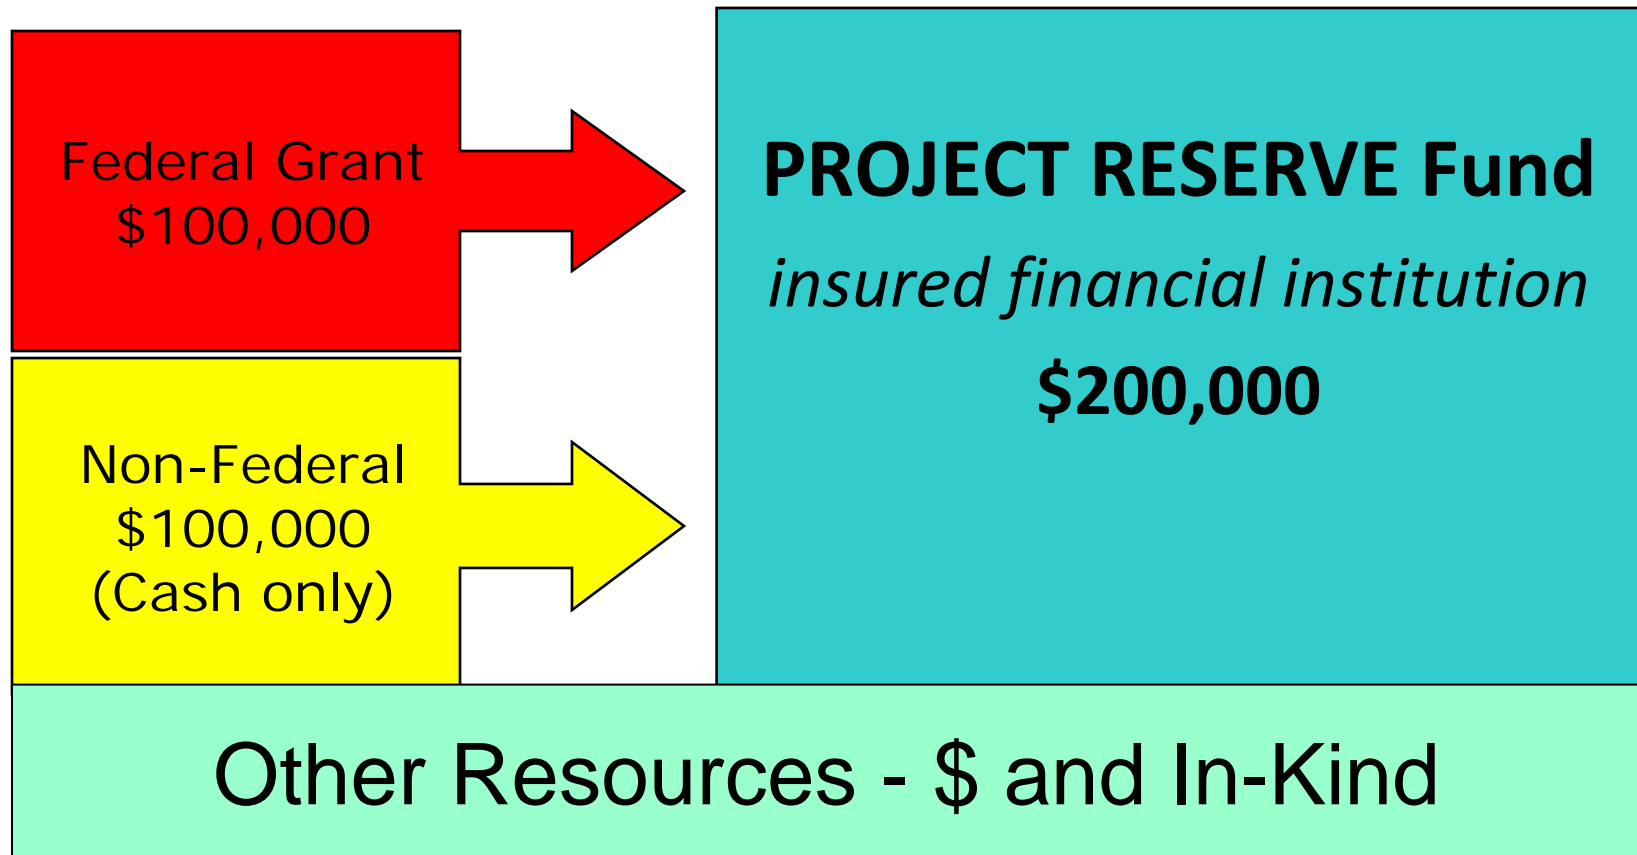 Federal Grant
$100,000
Non-Federal
$100,000
(Cash only)
PROJECT RESERVE Fund
insured financial institution
$200,000
Other Resources - $ and In-Kind